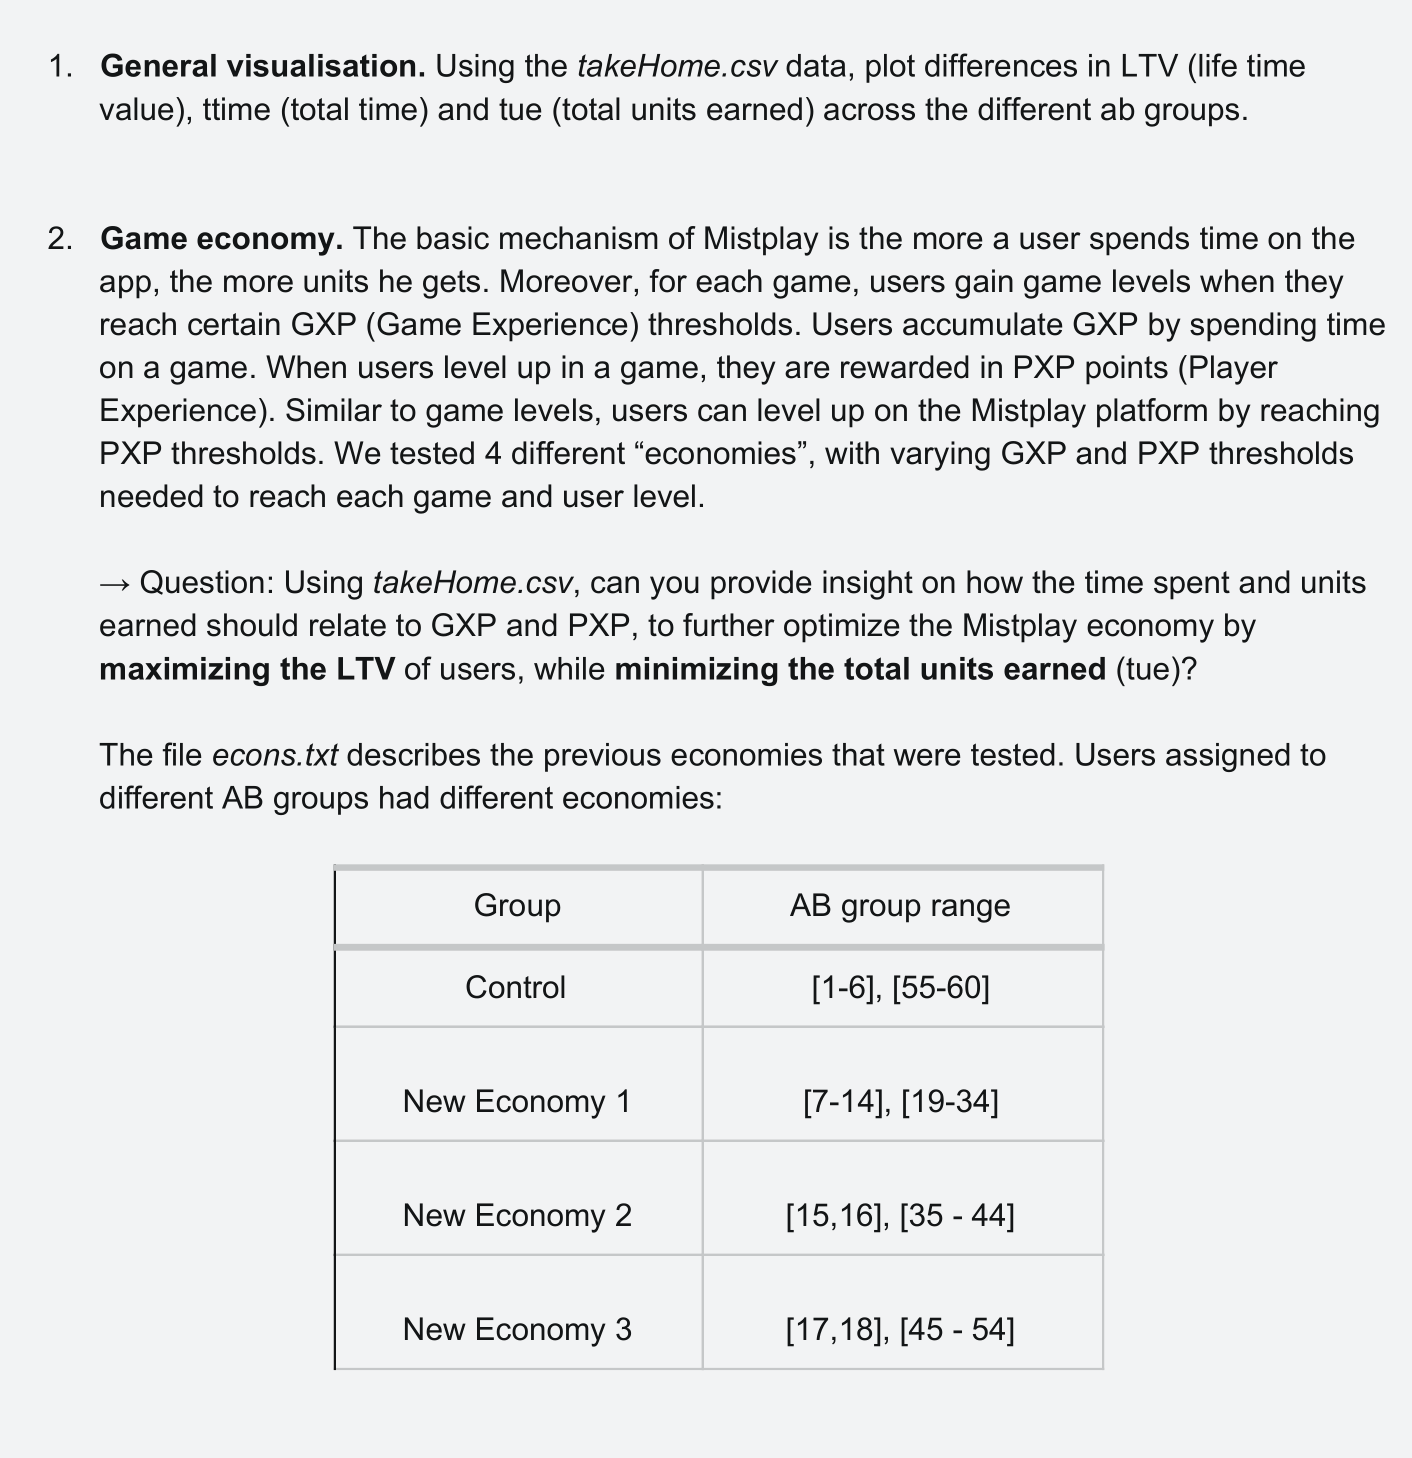 1. General visualisation. Using the takeHome.csv data, plot differences in LTV (life time
value), ttime (total time) and tue (total units earned) across the different ab groups.
2. Game economy. The basic mechanism of Mistplay is the more a user spends time on the
app, the more units he gets. Moreover, for each game, users gain game levels when they
reach certain GXP (Game Experience) thresholds. Users accumulate GXP by spending time
on a game. When users level up in a game, they are rewarded in PXP points (Player
Experience). Similar to game levels, users can level up on the Mistplay platform by reaching
PXP thresholds. We tested 4 different “economies”, with varying GXP and PXP thresholds
needed to reach each game and user level.
→ Question: Using takeHome.csv, can you provide insight on how the time spent and units
earned should relate to GXP and PXP, to further optimize the Mistplay economy by
maximizing the LTV of users, while minimizing the total units earned (tue)?
The file econs.txt describes the previous economies that were tested. Users assigned to
different AB groups had different economies:
Group AB group range
Control [1-6], [55-60]
New Economy 1 [7-14], [19-34]
New Economy 2 [15,16], [35 - 44]
New Economy 3 [17,18], [45 - 54]